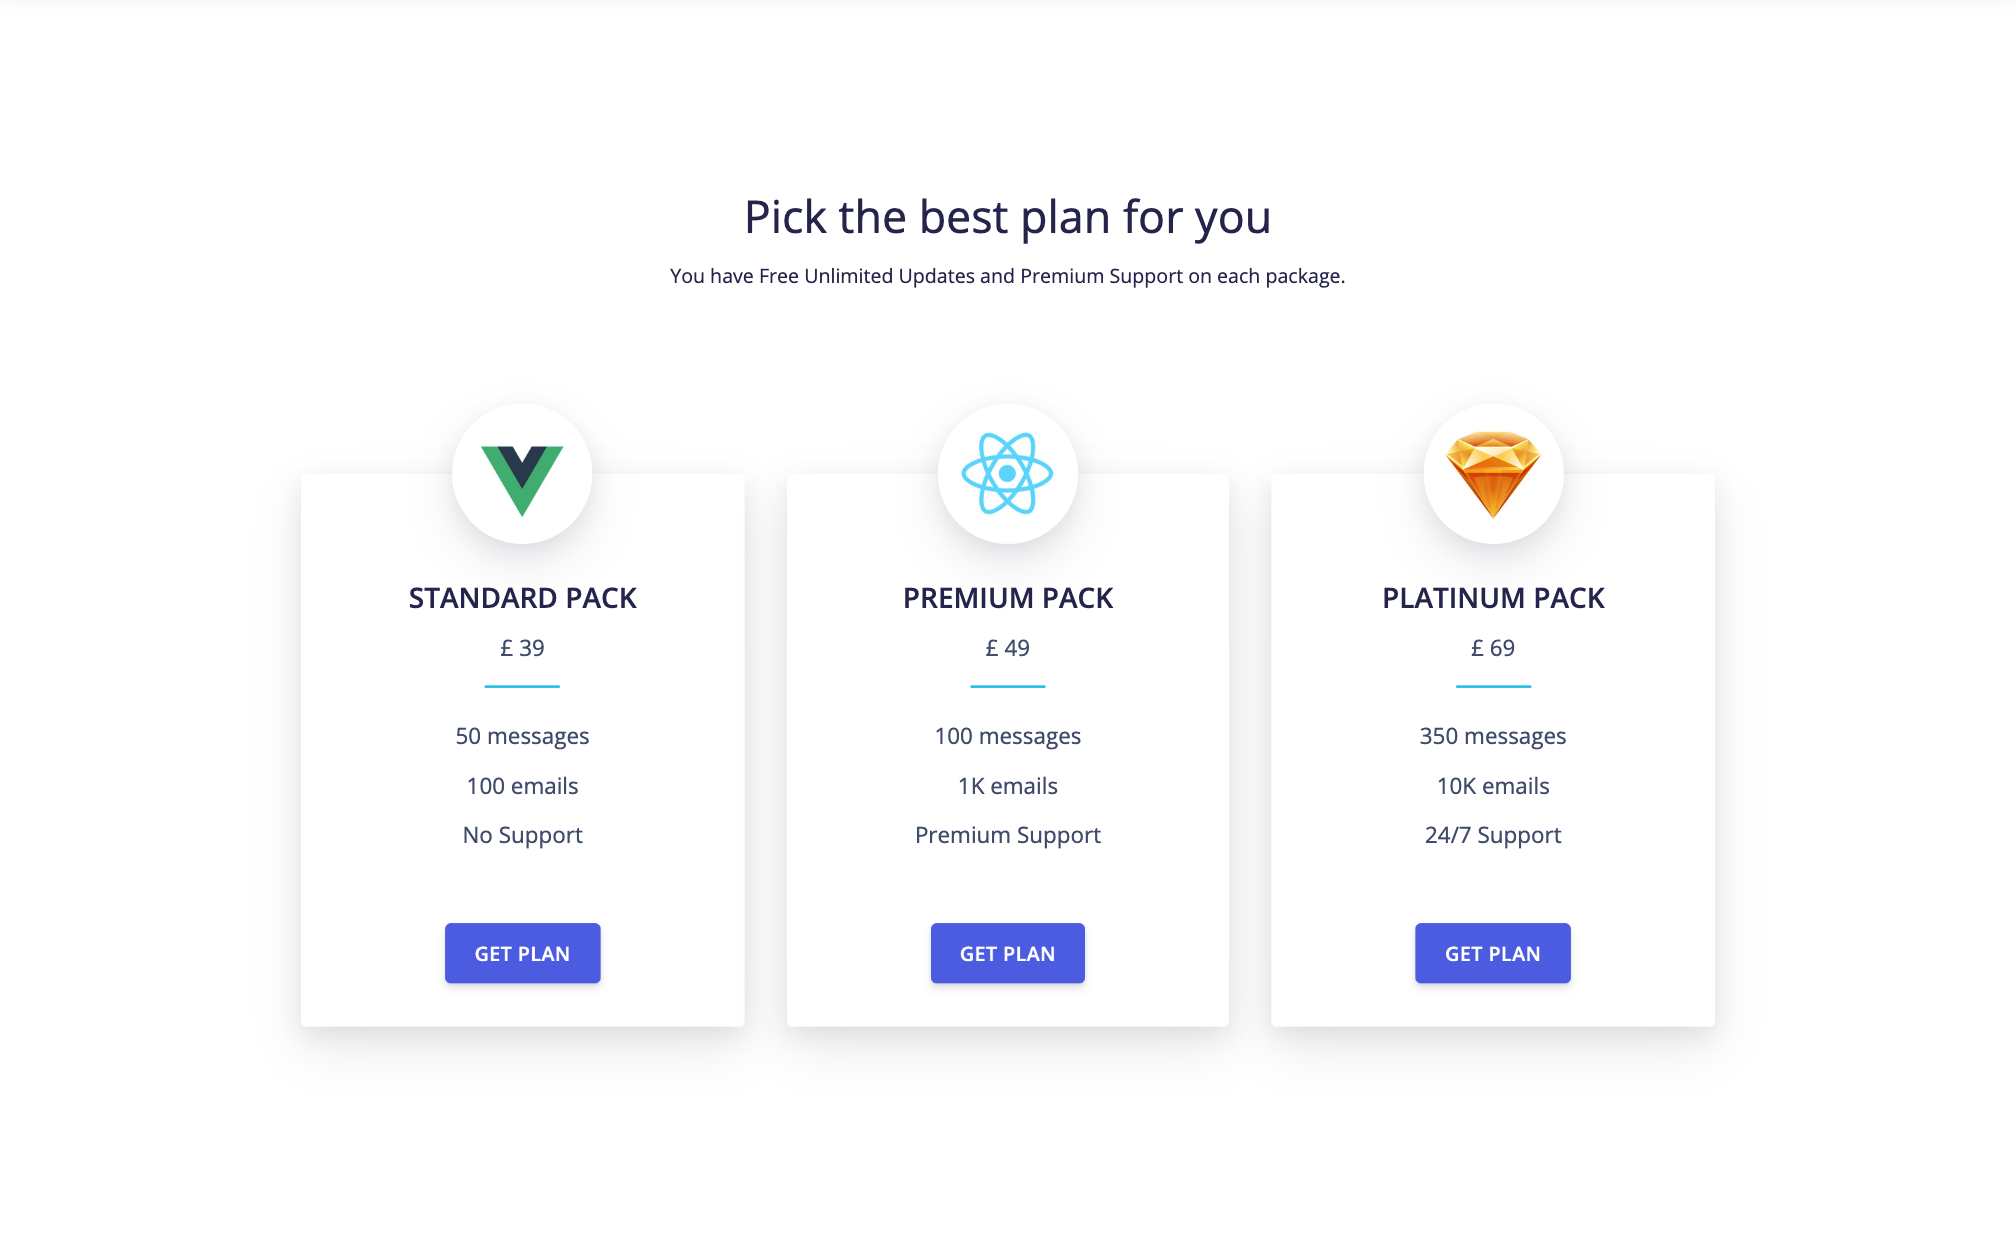 Pick the best plan for you
You have Free Unlimited Updates and Premium Support on each package.
STANDARD PACK
£ 39
50 messages
100 emails
No Support
GET PLAN
PREMIUM PACK
£ 49
100 messages
1K emails
Premium Support
GET PLAN
PLATINUM PACK
£ 69
350 messages
10K emails
24/7 Support
GET PLAN